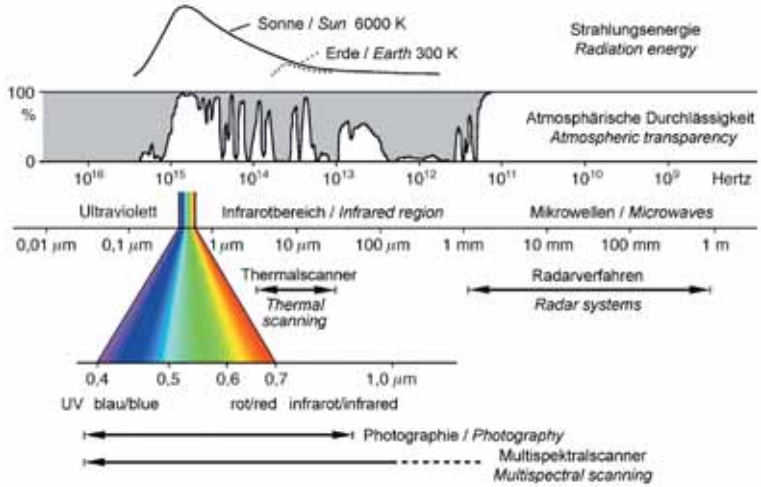 Sonne / Sun 6000 K
Strahlungsenergie
Radiation energy
Erde / Earth 300 K
100
%
0
Atmosphärische Durchlässigkeit
Atmospheric transparency
10¹⁶ 10¹⁵ 10¹⁴ 10¹³ 10¹² 10¹¹ 10¹⁰ 10⁹ Hertz
Ultraviolett Infrarotbereich / Infrared region Mikrowellen / Microwaves
0,01 µm 0,1 µm 1 µm 10 µm 100 µm 1 mm 10 mm 100 mm 1 m
Thermalscanner
Thermal
scanning
Radarverfahren
Radar systems
0,4 0,5 0,6 0,7 1,0 µm
UV blau/blue rot/red infrarot/infrared
Photographie / Photography
Multispektralscanner
Multispectral scanning